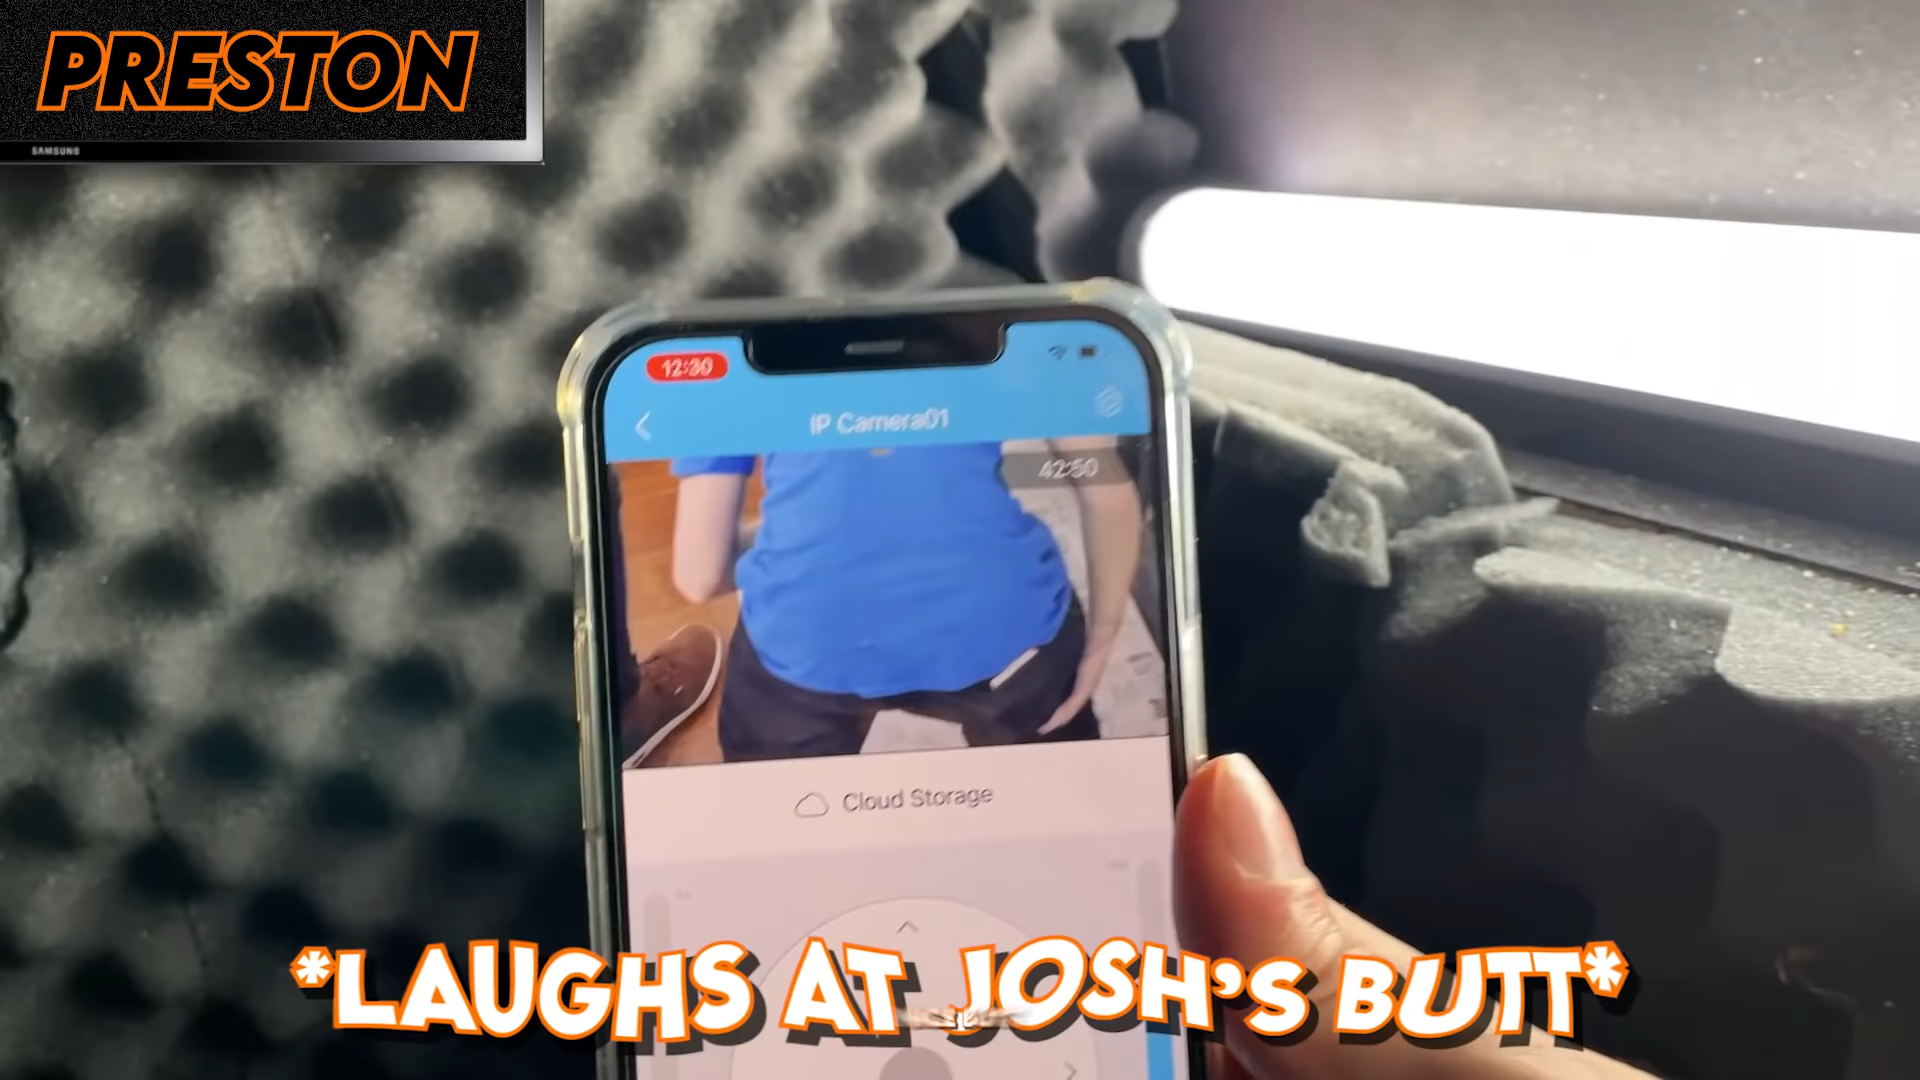 PRESTON
SAMSUNG
12:30
IP Camera01
42:50
Cloud Storage
*LAUGHS AT JOSH'S BUTT*